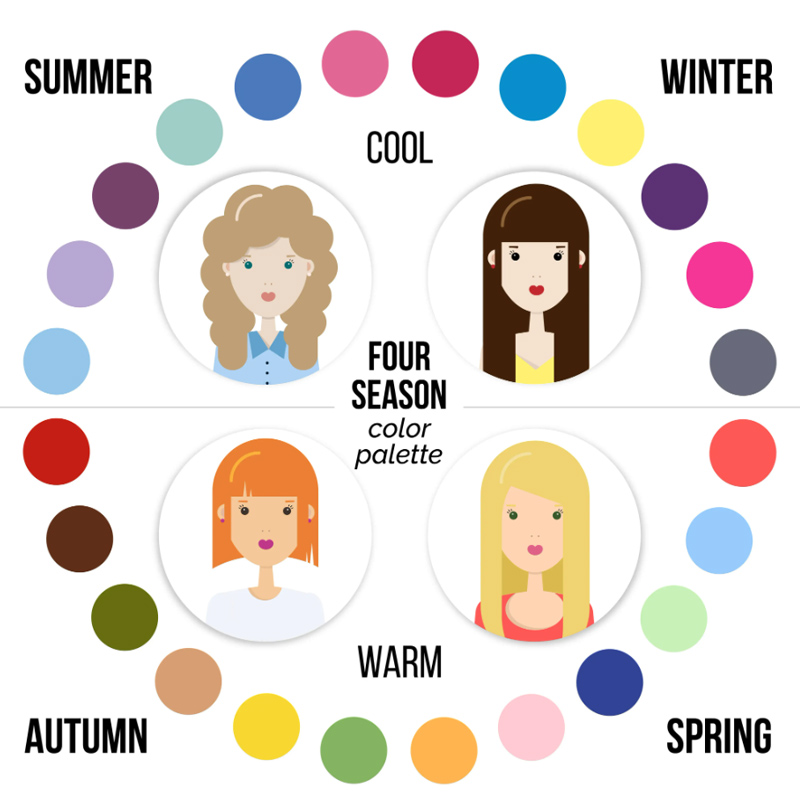 SUMMER
WINTER
COOL
FOUR
SEASON
color
palette
WARM
AUTUMN
SPRING